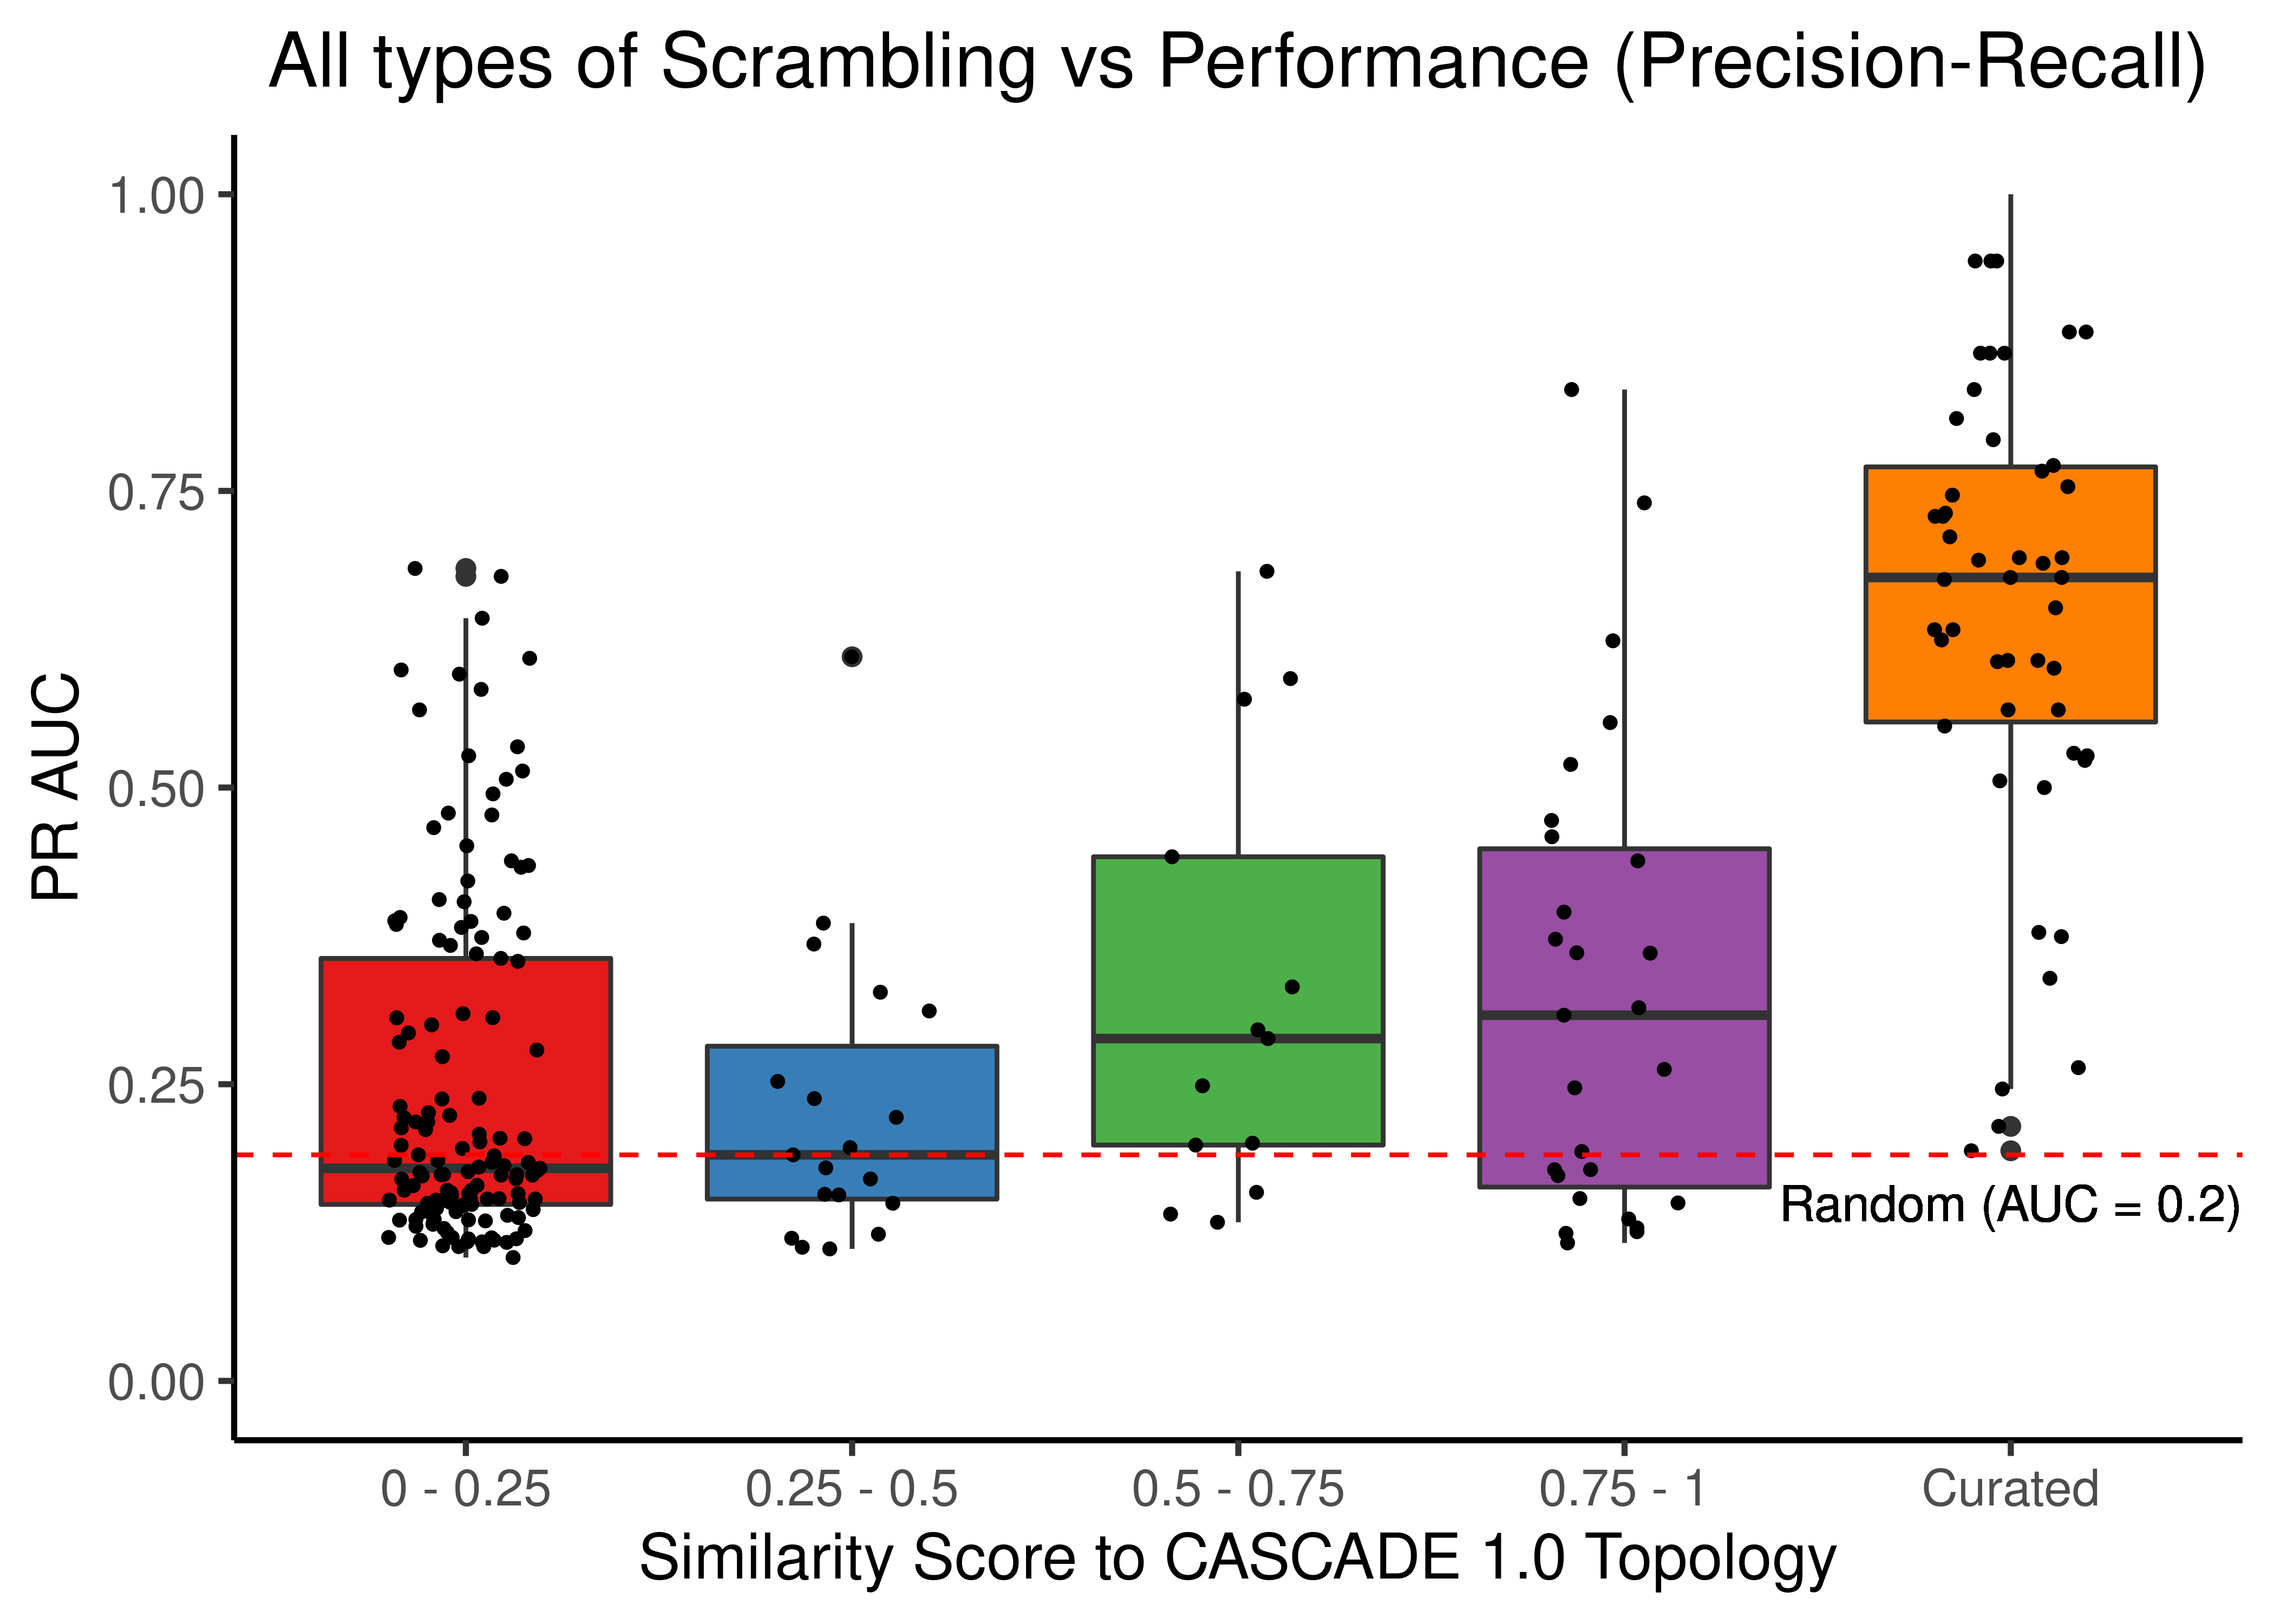 All types of Scrambling vs Performance (Precision-Recall)
PR AUC
1.00
0.75
0.50
0.25
0.00
Random (AUC = 0.2)
0 - 0.25
0.25 - 0.5
0.5 - 0.75
0.75 - 1
Curated
Similarity Score to CASCADE 1.0 Topology